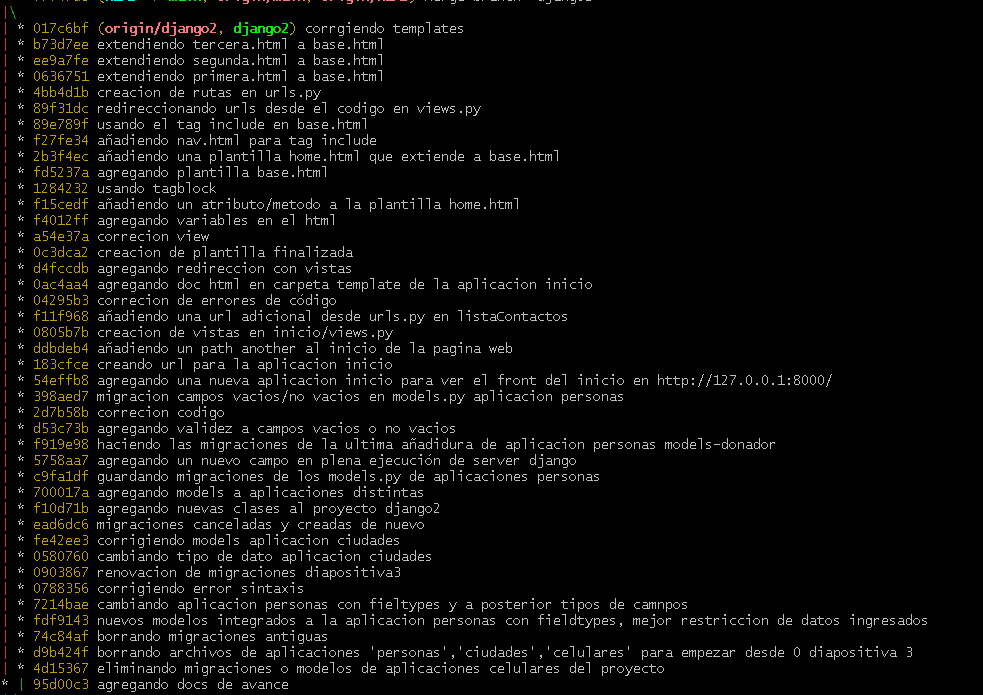 |\
| * 017c6bf (origin/django2, django2) corrgiendo templates
| * b73d7ee extendiendo tercera.html a base.html
| * ee9a7fe extendiendo segunda.html a base.html
| * 0636751 extendiendo primera.html a base.html
| * 4bb4d1b creacion de rutas en urls.py
| * 89f31dc redireccionando urls desde el codigo en views.py
| * 89e789f usando el tag include en base.html
| * f27fe34 añadiendo nav.html para tag include
| * 2b3f4ec añadiendo una plantilla home.html que extiende a base.html
| * fd5237a agregando plantilla base.html
| * 1284232 usando tagblock
| * f15cedf añadiendo un atributo/metodo a la plantilla home.html
| * f4012ff agregando variables en el html
| * a54e37a correcion view
| * 0c3dca2 creacion de plantilla finalizada
| * d4fccdb agregando redireccion con vistas
| * 0ac4aa4 agregando doc html en carpeta template de la aplicacion inicio
| * 04295b3 correcion de errores de código
| * f11f968 añadiendo una url adicional desde urls.py en listaContactos
| * 0805b7b creacion de vistas en inicio/views.py
| * ddbdeb4 añadiendo un path another al inicio de la pagina web
| * 183cfce creando url para la aplicacion inicio
| * 54effb8 agregando una nueva aplicacion inicio para ver el front del inicio en http://127.0.0.1:8000/
| * 398aed7 migracion campos vacios/no vacios en models.py aplicacion personas
| * 2d7b58b correcion codigo
| * d53c73b agregando validez a campos vacios o no vacios
| * f919e98 haciendo las migraciones de la ultima añadidura de aplicacion personas models-donador
| * 5758aa7 agregando un nuevo campo en plena ejecución de server django
| * c9fa1df guardando migraciones de los models.py de aplicaciones personas
| * 700017a agregando models a aplicaciones distintas
| * f10d71b agregando nuevas clases al proyecto django2
| * ead6dc6 migraciones canceladas y creadas de nuevo
| * fe42ee3 corrigiendo models aplicacion ciudades
| * 0580760 cambiando tipo de dato aplicacion ciudades
| * 0903867 renovacion de migraciones diapositiva3
| * 0788356 corrigiendo error sintaxis
| * 7214bae cambiando aplicacion personas con fieltypes y a posterior tipos de camnpos
| * fdf9143 nuevos modelos integrados a la aplicacion personas con fieldtypes, mejor restriccion de datos ingresados
| * 74c84af borrando migraciones antiguas
| * d9b424f borrando archivos de aplicaciones 'personas','ciudades','celulares' para empezar desde 0 diapositiva 3
| * 4d15367 eliminando migraciones o modelos de aplicaciones celulares del proyecto
* | 95d00c3 agregando docs de avance